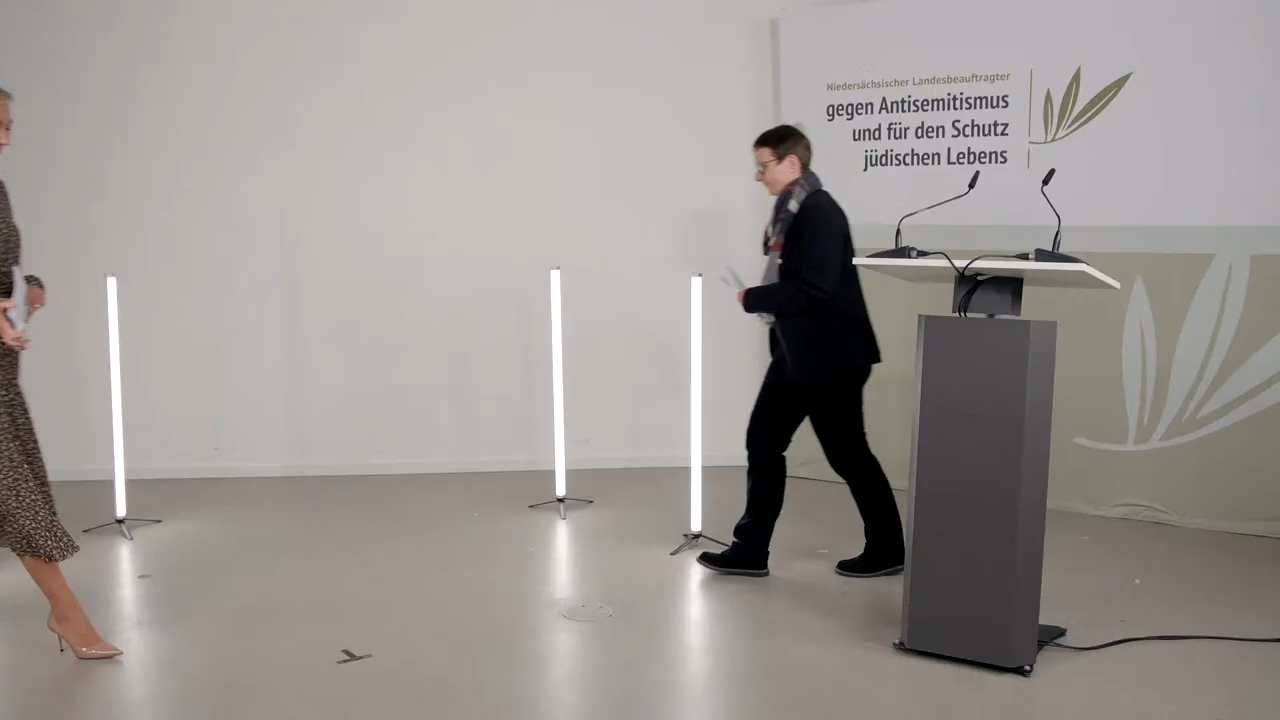 Niedersächsischer Landesbeauftragter
gegen Antisemitismus
und für den Schutz
jüdischen Lebens